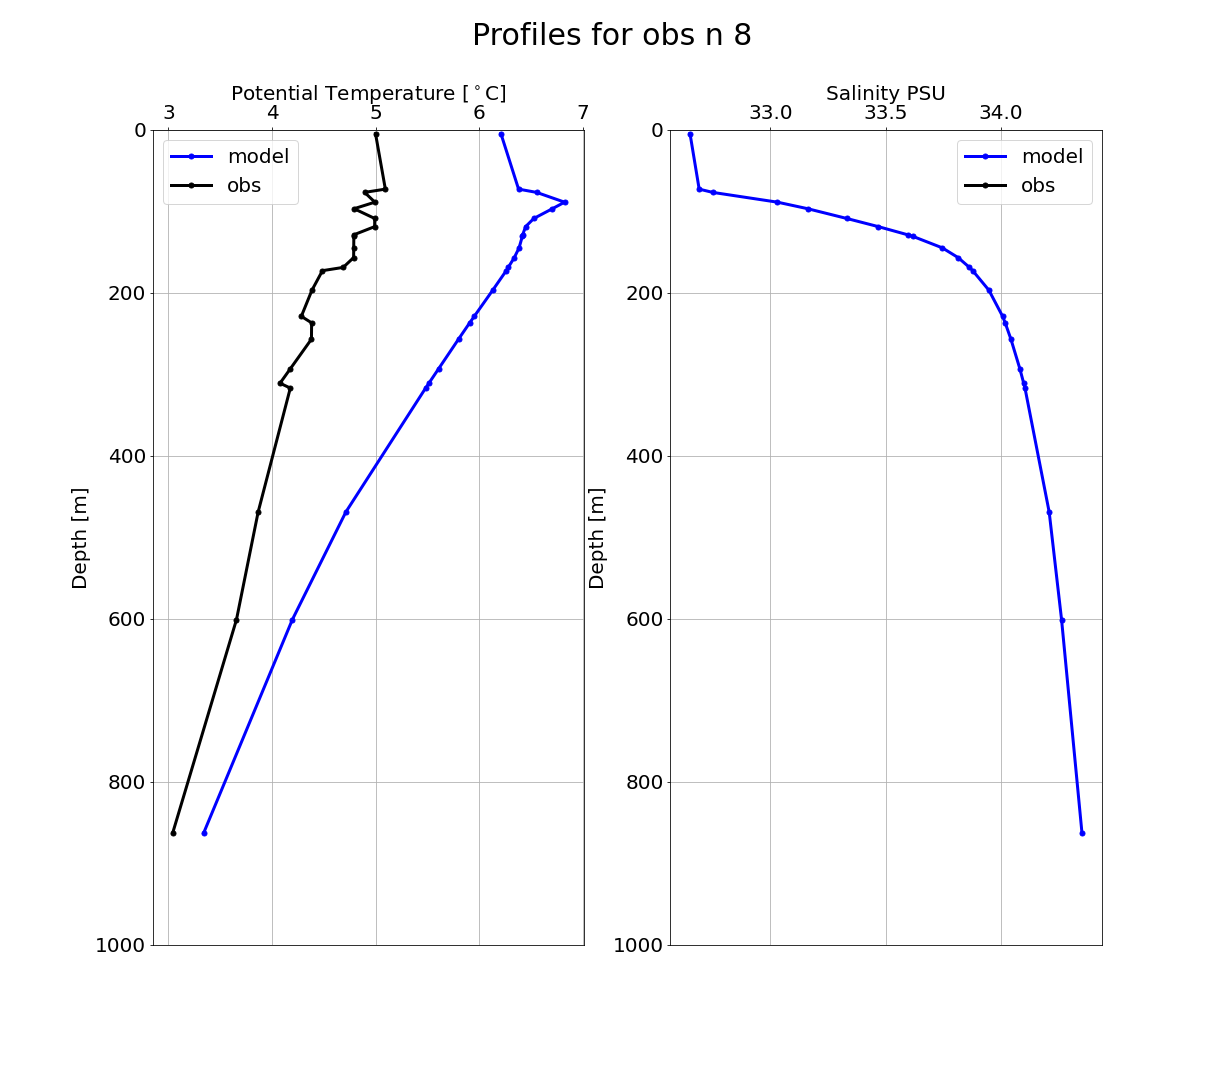 Profiles for obs n 8
Potential Temperature [°C]
3 4 5 6 7
0
200
400
600
800
1000
Depth [m]
model
obs
Salinity PSU
33.0 33.5 34.0
0
200
400
600
800
1000
Depth [m]
model
obs